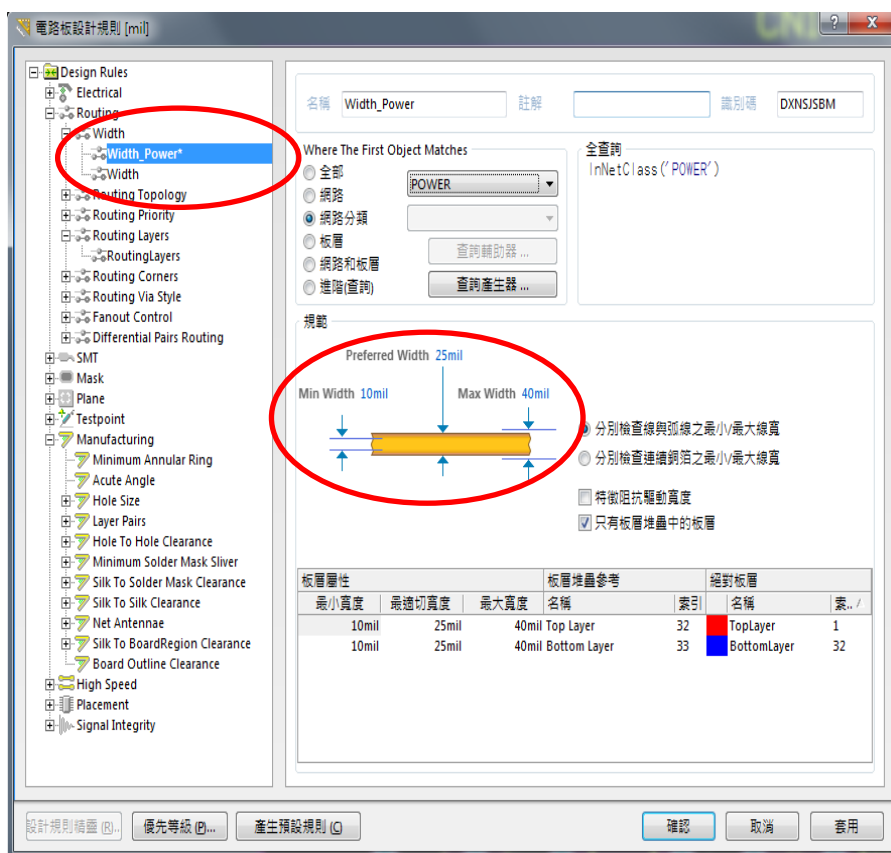 電路板設計規則 [mil]
CNI
Design Rules
Electrical
Routing
Width
Width_Power*
Width
Routing Topology
Routing Priority
Routing Layers
RoutingLayers
Routing Corners
Routing Via Style
Fanout Control
Differential Pairs Routing
SMT
Mask
Plane
Testpoint
Manufacturing
Minimum Annular Ring
Acute Angle
Hole Size
Layer Pairs
Hole To Hole Clearance
Minimum Solder Mask Sliver
Silk To Solder Mask Clearance
Silk To Silk Clearance
Net Antennae
Silk To BoardRegion Clearance
Board Outline Clearance
High Speed
Placement
Signal Integrity
名稱 Width_Power 註解 識別碼 DXNSJSBM
Where The First Object Matches
全部
網路
網路分類
板層
網路和板層
進階(查詢)
POWER
查詢輔助器 ...
查詢產生器 ...
全查詢
InNetClass('POWER')
規範
Preferred Width 25mil
Min Width 10mil Max Width 40mil
分別檢查線與弧線之最小/最大線寬
分別檢查連續銅箔之最小/最大線寬
特徵阻抗驅動寬度
只有板層堆疊中的板層
板層屬性 板層堆疊參考 絕對板層
最小寬度 最適切寬度 最大寬度 名稱 索引 名稱 索..
10mil 25mil 40mil Top Layer 32 TopLayer 1
10mil 25mil 40mil Bottom Layer 33 BottomLayer 32
設計規則精靈 (R)... 優先等級 (P)... 產生預設規則 (C) 確認 取消 套用